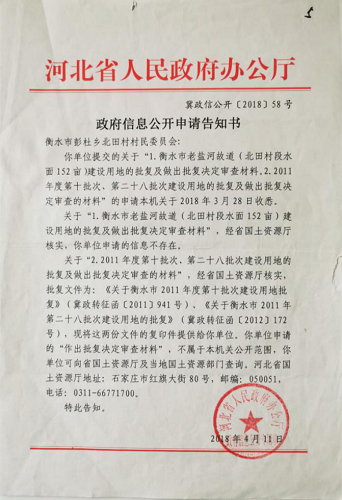 5
河北省人民政府办公厅
冀政信公开〔2018〕58号
政府信息公开申请告知书
衡水市彭杜乡北田村村民委员会：
你单位提交的关于“1.衡水市老盐河故道（北田村段水
面152亩)建设用地的批复及做出批复决定审查材料.2.2011
年度第十批次、第二十八批次建设用地的批复及做出批复决
定审查的材料”的申请本机关于2018年3月28日收悉。
关于“1.衡水市老盐河故道（北田村段水面152亩）建
设用地的批复及做出批复决定审查材料”，经省国土资源厅
核实，你单位申请的信息不存在。
关于“2.2011年度第十批次、第二十八批次建设用地的
批复及做出批复决定审查的材料”，经省国土资源厅核实，
批复文件为：《关于衡水市2011年度第十批次建设用地批
复》（冀政转征函[2011]941号）、《关于衡水市2011年
第二十八批次建设用地的批复》（冀政转征函[2012]172
号），现将这两份文件的复印件提供给你单位。你单位申请
的“作出批复决定审查材料”，不属于本机关公开范围，你
单位可向省国土资源厅及当地国土资源部门查询。河北省国
土资源厅地址：石家庄市红旗大街80号，邮编：050051，
电话：0311-66771700。
特此告知。
河北省人民政府办公厅
2018年4月11日